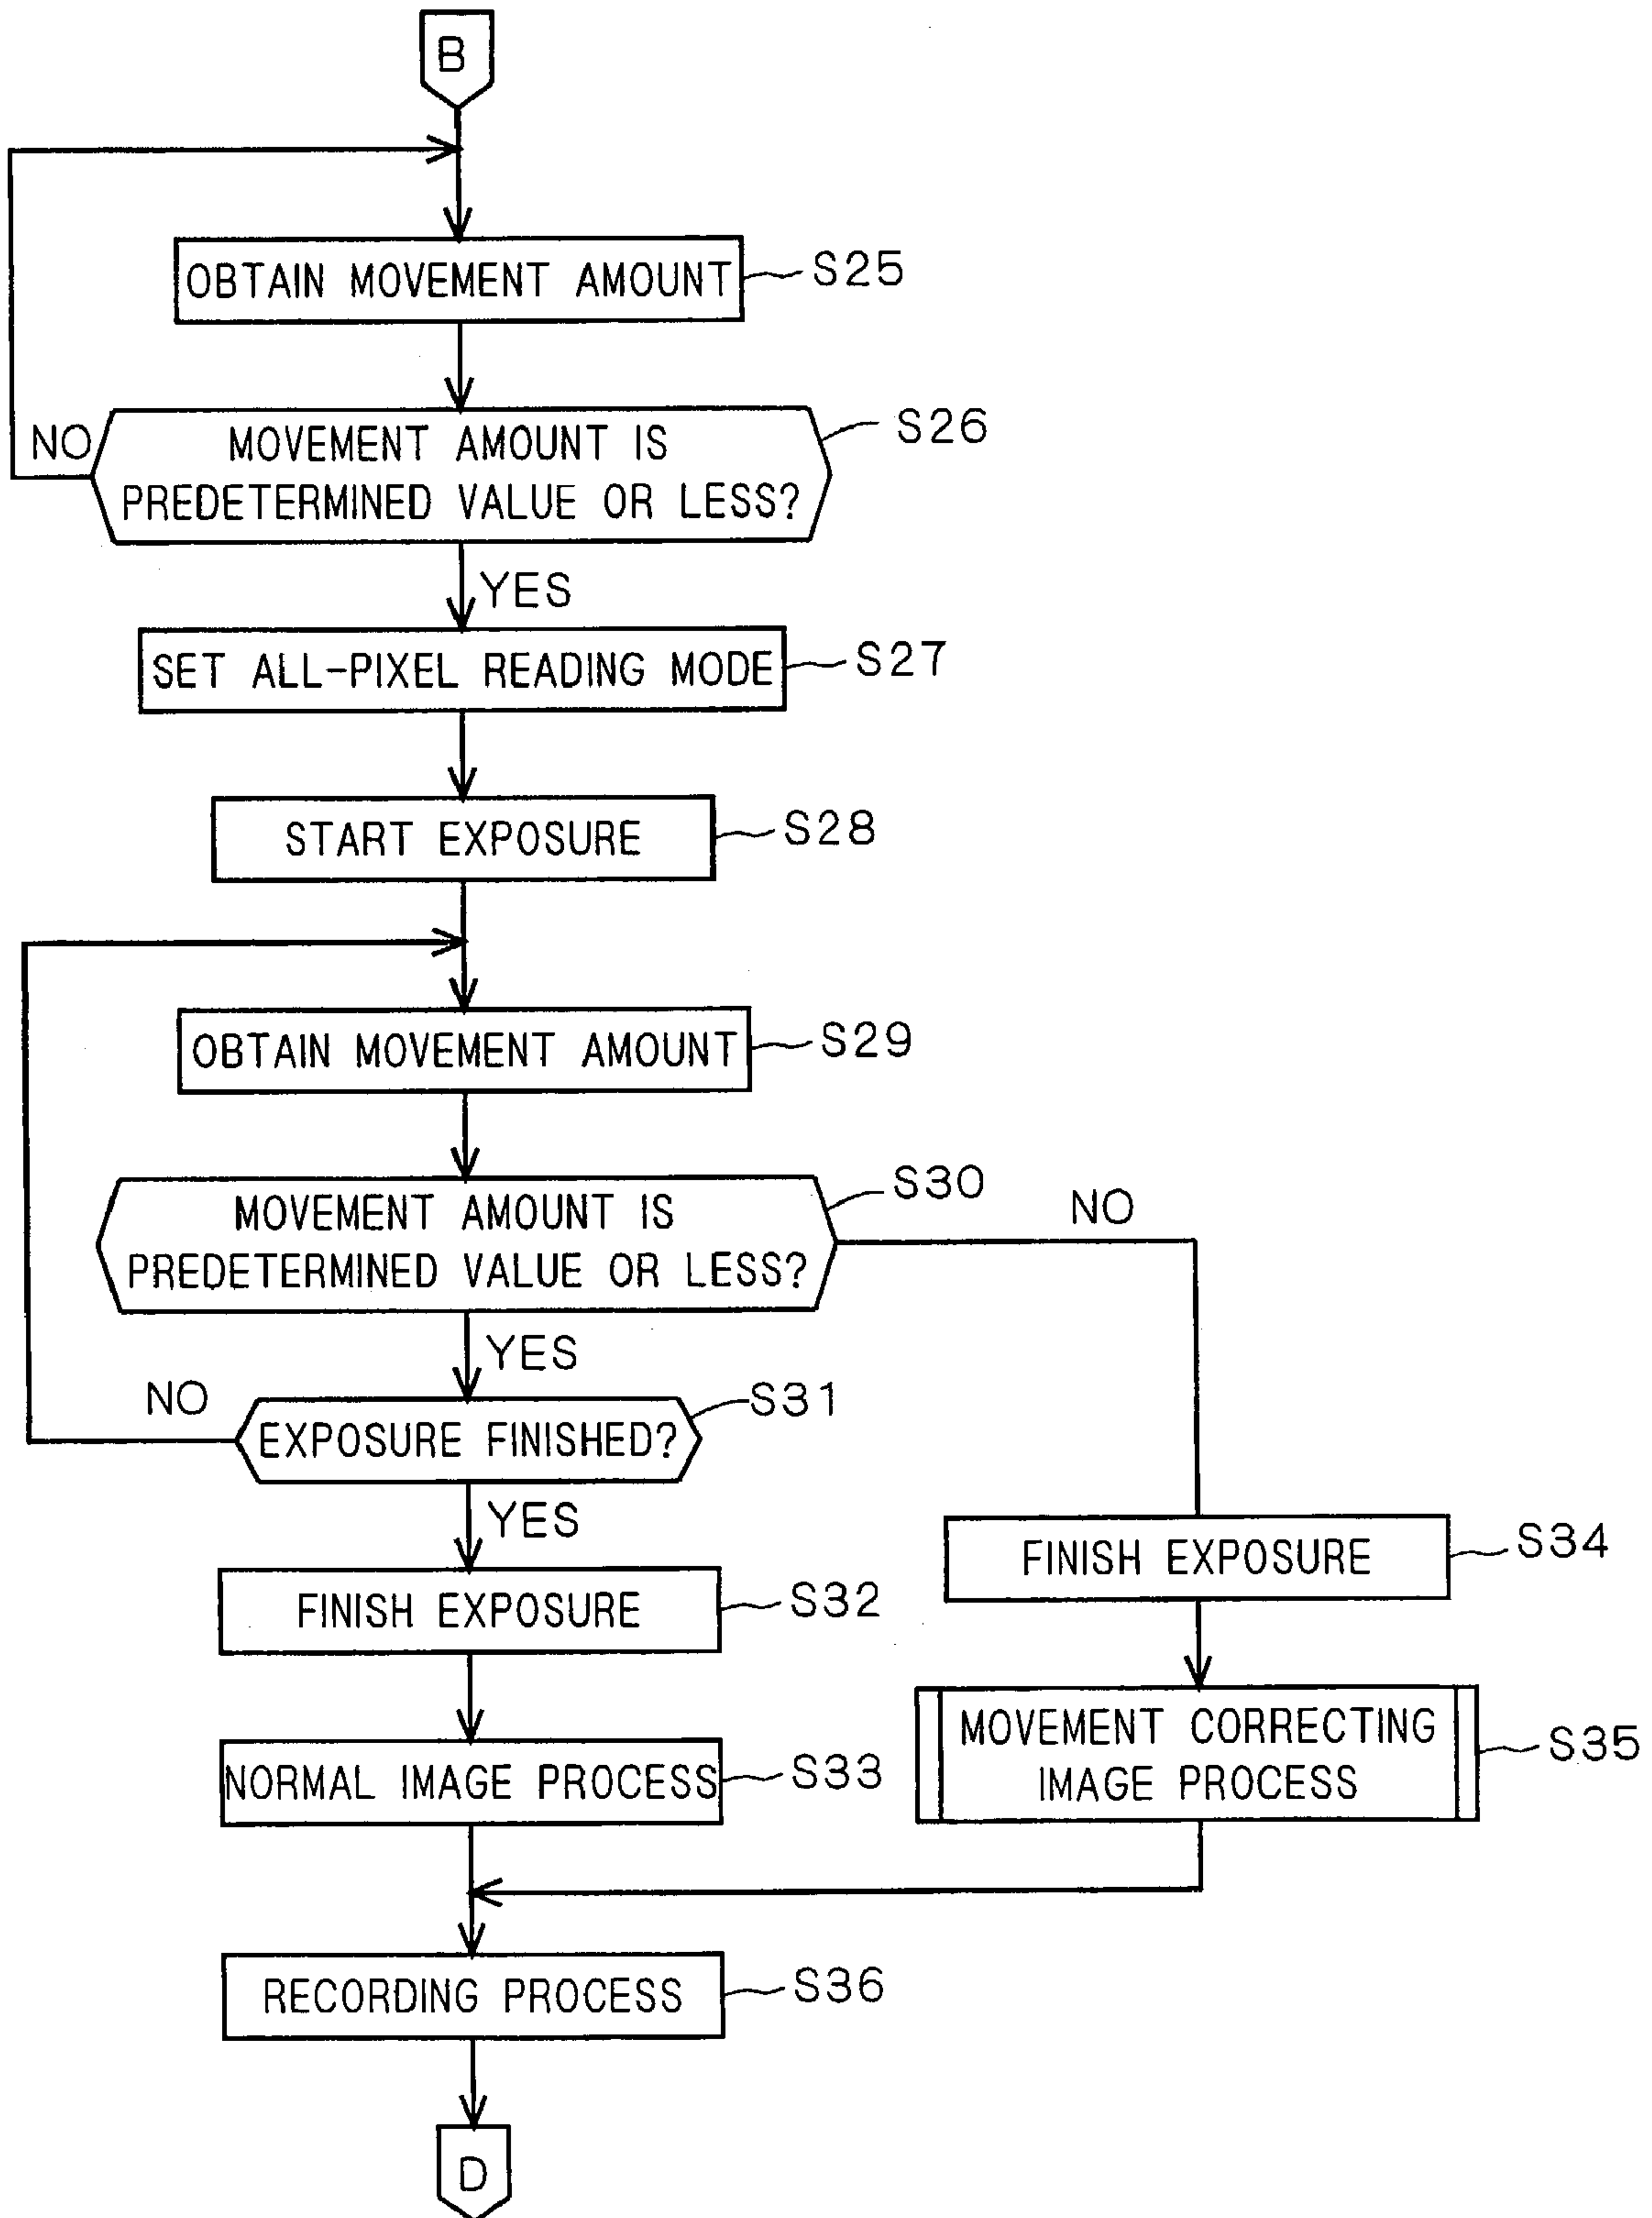 B
OBTAIN MOVEMENT AMOUNT
S25
NO
MOVEMENT AMOUNT IS
PREDETERMINED VALUE OR LESS?
S26
YES
SET ALL-PIXEL READING MODE
S27
START EXPOSURE
S28
OBTAIN MOVEMENT AMOUNT
S29
MOVEMENT AMOUNT IS
PREDETERMINED VALUE OR LESS?
S30
NO
YES
NO
EXPOSURE FINISHED?
S31
YES
FINISH EXPOSURE
S32
FINISH EXPOSURE
S34
NORMAL IMAGE PROCESS
S33
MOVEMENT CORRECTING
IMAGE PROCESS
S35
RECORDING PROCESS
S36
D